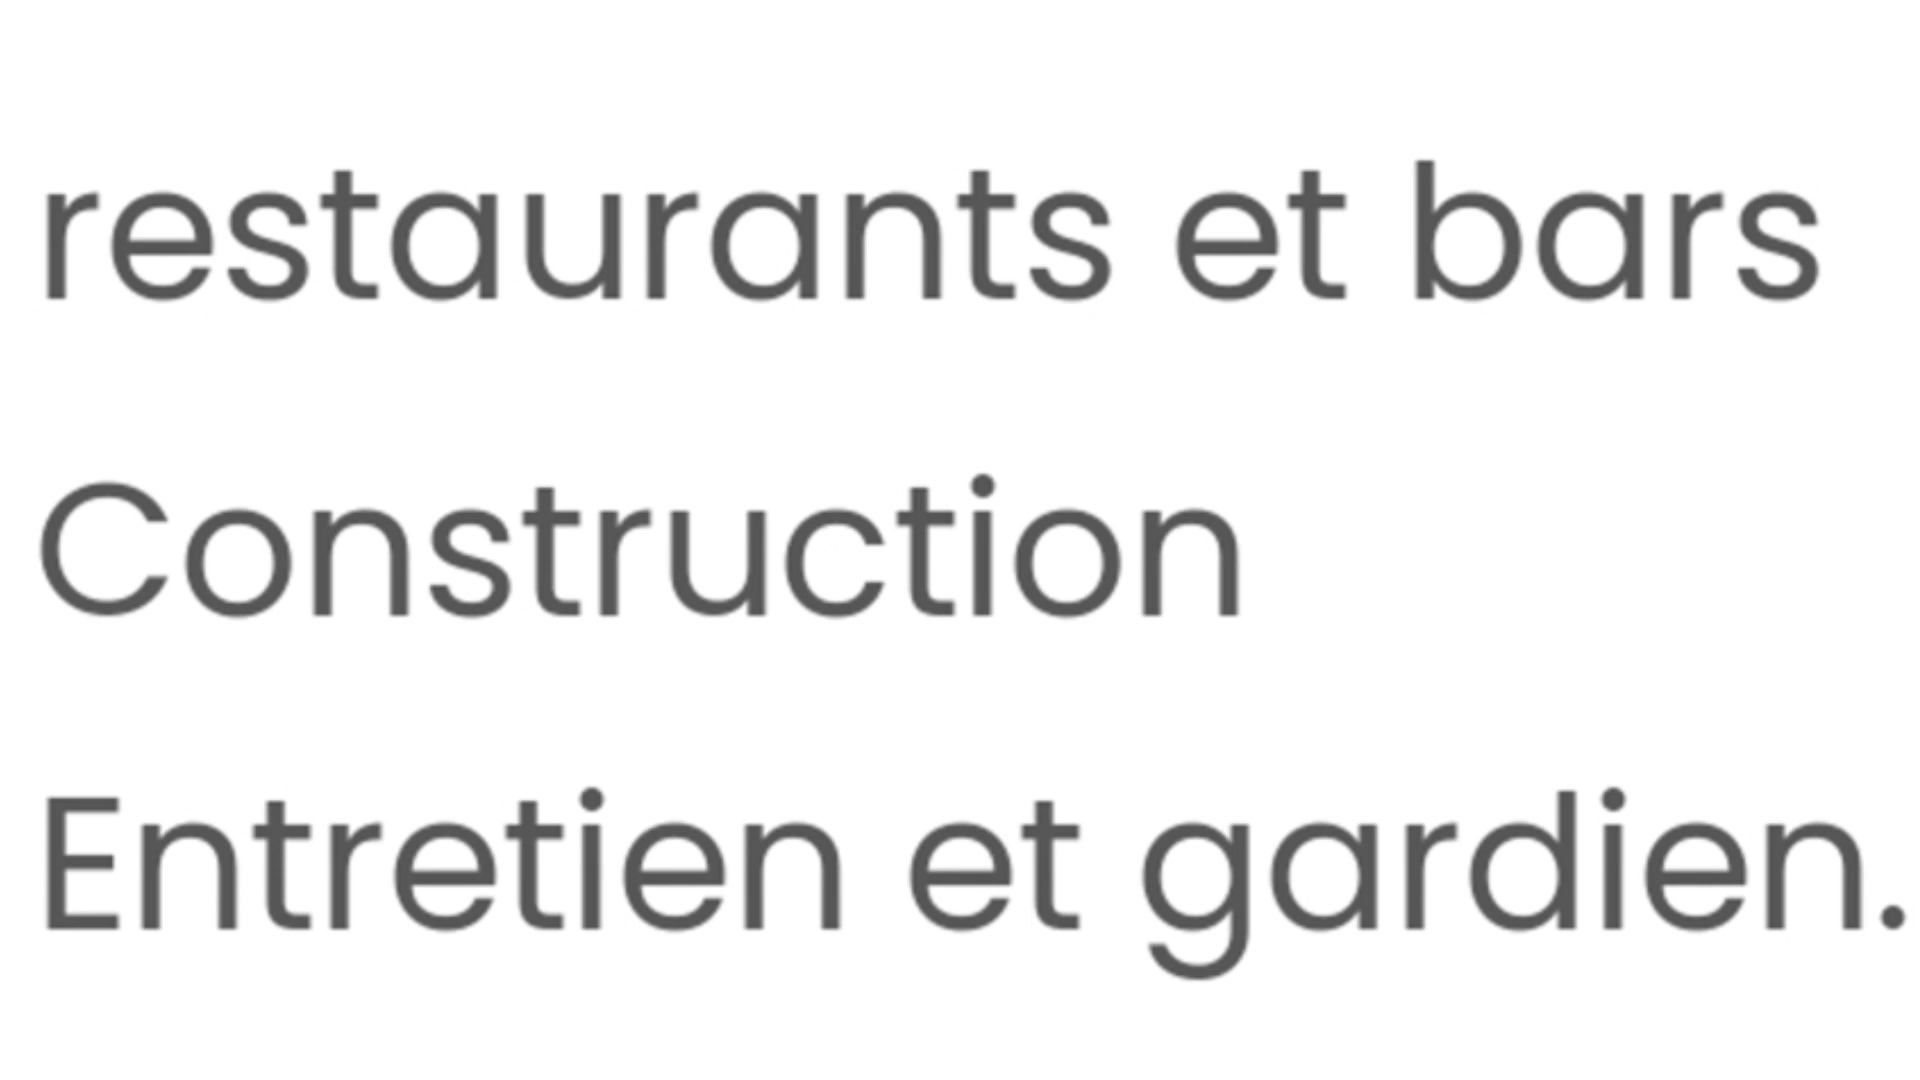 restaurants et bars
Construction
Entretien et gardien.